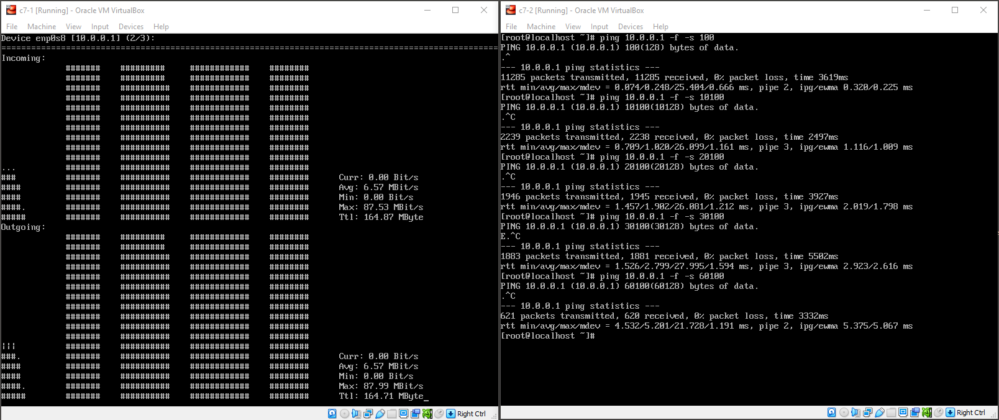 c7-1 [Running] - Oracle VM VirtualBox
File Machine View Input Devices Help
Device enp0s8 [10.0.0.1] (2/3):
================================================================================
Incoming:
####### ######### ############ ########
####### ######### ############ ########
####### ########## ############ ########
####### ########## ############ ########
####### ########## ############ ########
####### ########## ############ ########
####### ########## ############ ########
####### ########## ############ ########
####### ########## ############ ########
####### ########## ############ ########
... ####### ########## ############ ########
### ####### ########## ############ ######## Curr: 0.00 Bit/s
#### ####### ########## ############ ######## Avg: 6.57 MBit/s
#### ####### ########## ############ ######## Min: 0.00 Bit/s
####. ####### ########## ############ ######## Max: 87.53 MBit/s
##### ####### ########## ############ ######## Ttl: 164.87 MByte
Outgoing:
####### ######### ############ ########
####### ######### ############ ########
####### ########## ############ ########
####### ########## ############ ########
####### ########## ############ ########
####### ########## ############ ########
####### ########## ############ ########
####### ########## ############ ########
####### ########## ############ ########
####### ########## ############ ########
####### ########## ############ ########
¦¦¦ ####### ########## ############ ########
###. ####### ########## ############ ######## Curr: 0.00 Bit/s
#### ####### ########## ############ ######## Avg: 6.57 MBit/s
#### ####### ########## ############ ######## Min: 0.00 Bit/s
####. ####### ########## ############ ######## Max: 87.99 MBit/s
##### ####### ########## ############ ######## Ttl: 164.71 MByte_
Right Ctrl
c7-2 [Running] - Oracle VM VirtualBox
File Machine View Input Devices Help
[root@localhost ~]# ping 10.0.0.1 -f -s 100
PING 10.0.0.1 (10.0.0.1) 100(128) bytes of data.
.^
--- 10.0.0.1 ping statistics ---
11285 packets transmitted, 11285 received, 0% packet loss, time 3619ms
rtt min/avg/max/mdev = 0.074/0.248/25.404/0.666 ms, pipe 2, ipg/ewma 0.320/0.225 ms
[root@localhost ~]# ping 10.0.0.1 -f -s 10100
PING 10.0.0.1 (10.0.0.1) 10100(10128) bytes of data.
.^C
--- 10.0.0.1 ping statistics ---
2239 packets transmitted, 2238 received, 0% packet loss, time 2497ms
rtt min/avg/max/mdev = 0.709/1.020/26.099/1.161 ms, pipe 3, ipg/ewma 1.116/1.009 ms
[root@localhost ~]# ping 10.0.0.1 -f -s 20100
PING 10.0.0.1 (10.0.0.1) 20100(20128) bytes of data.
.^C
--- 10.0.0.1 ping statistics ---
1946 packets transmitted, 1945 received, 0% packet loss, time 3927ms
rtt min/avg/max/mdev = 1.457/1.902/26.081/1.212 ms, pipe 3, ipg/ewma 2.019/1.798 ms
[root@localhost ~]# ping 10.0.0.1 -f -s 30100
PING 10.0.0.1 (10.0.0.1) 30100(30128) bytes of data.
E.^C
--- 10.0.0.1 ping statistics ---
1883 packets transmitted, 1881 received, 0% packet loss, time 5502ms
rtt min/avg/max/mdev = 1.526/2.799/27.995/1.594 ms, pipe 3, ipg/ewma 2.923/2.616 ms
[root@localhost ~]# ping 10.0.0.1 -f -s 60100
PING 10.0.0.1 (10.0.0.1) 60100(60128) bytes of data.
.^C
--- 10.0.0.1 ping statistics ---
621 packets transmitted, 620 received, 0% packet loss, time 3332ms
rtt min/avg/max/mdev = 4.532/5.201/21.728/1.191 ms, pipe 2, ipg/ewma 5.375/5.067 ms
[root@localhost ~]#
Right Ctrl